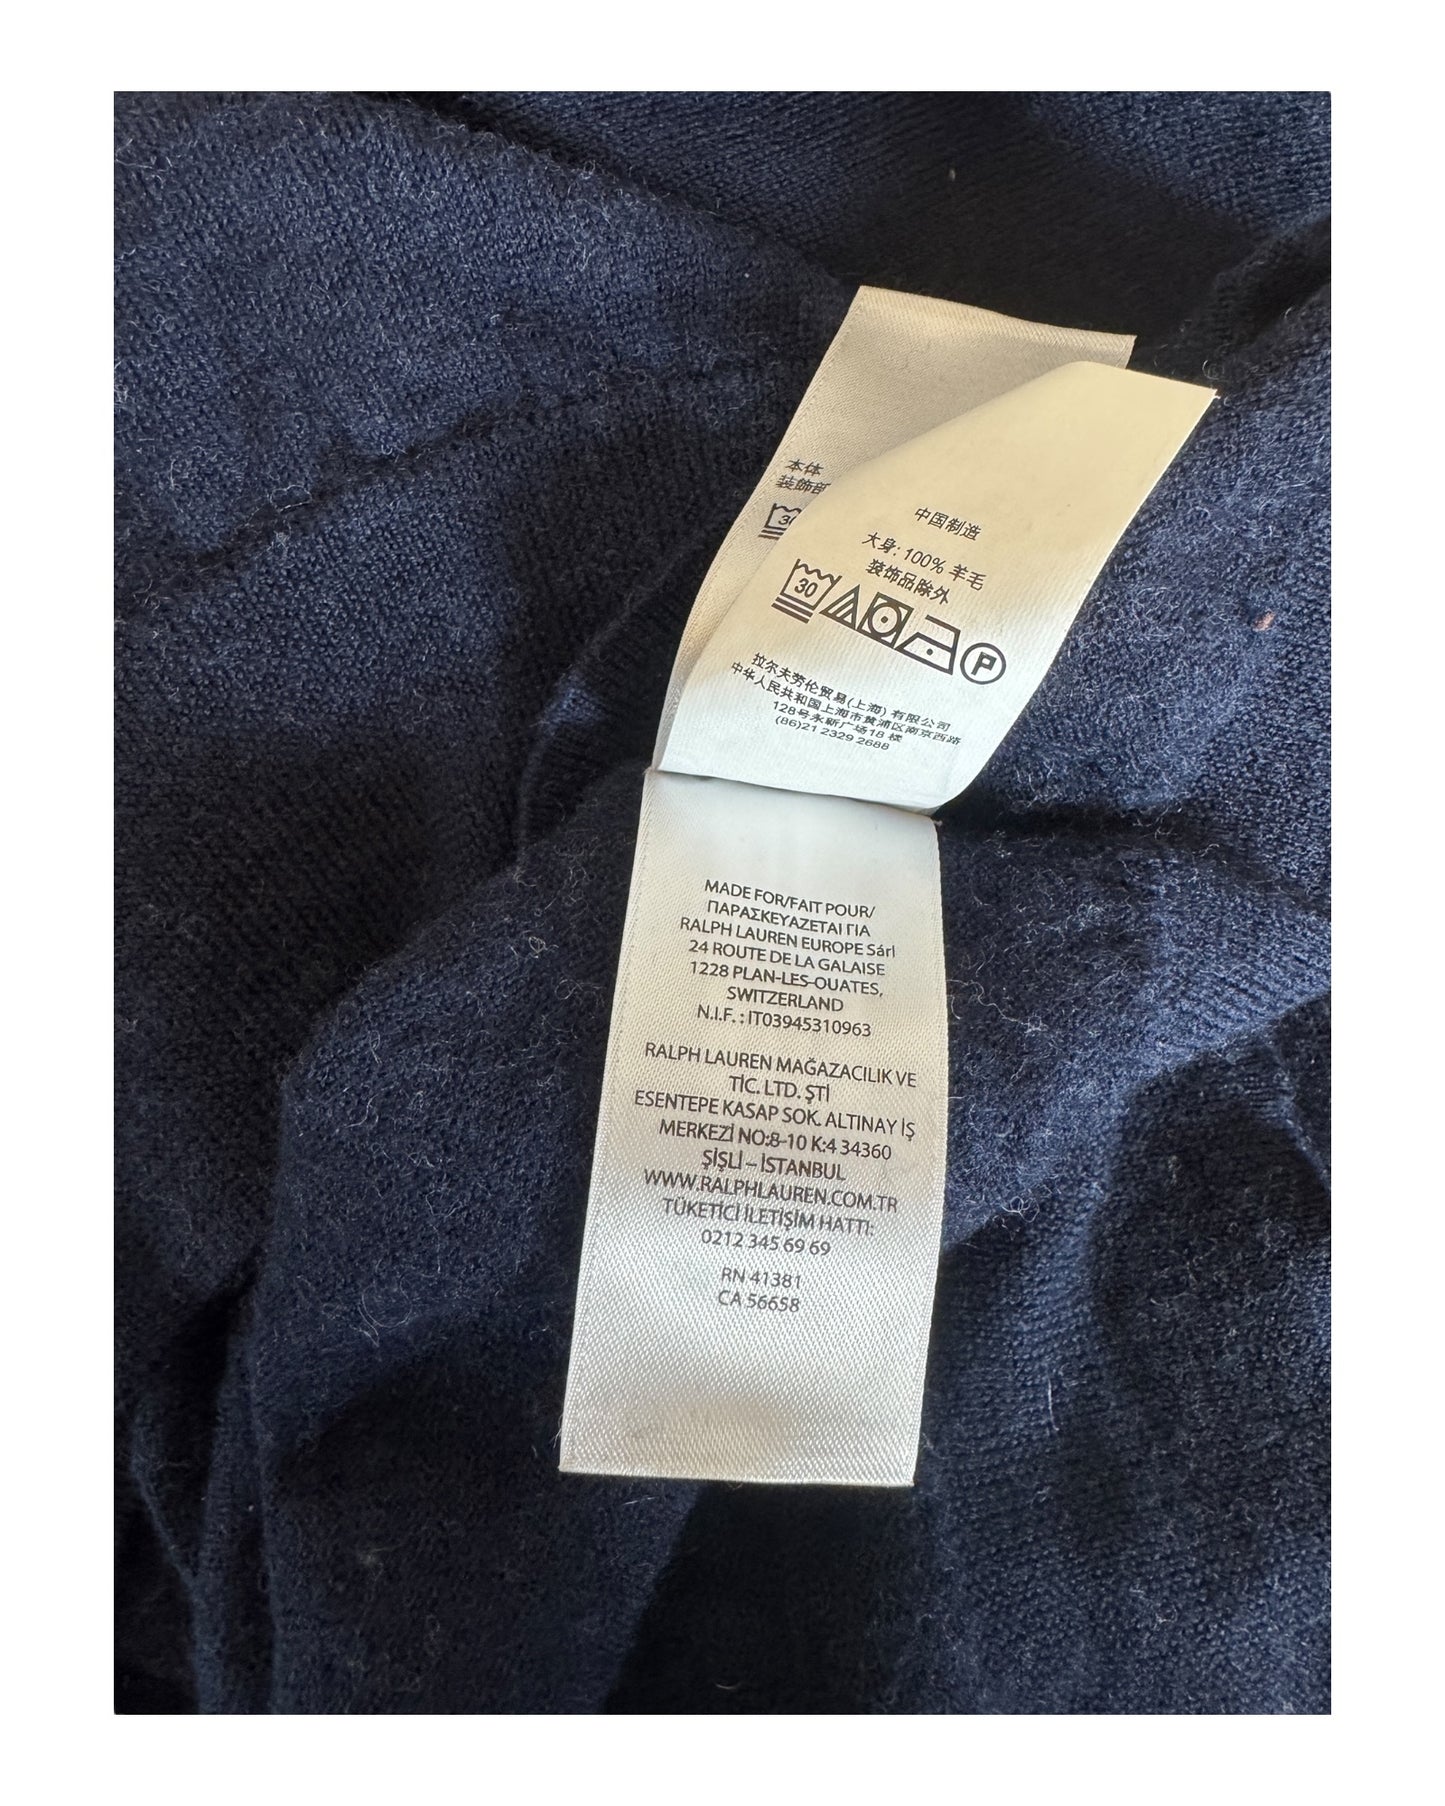 本体
装飾部
30
中国制造
大身: 100% 羊毛
装饰品除外
30
P
拉尔夫劳伦贸易(上海) 有限公司
中华人民共和国上海市黄浦区南京西路
128号永新广场18 楼
(86)21 2329 2688
MADE FOR/FAIT POUR/
ΠΑΡΑΣΚΕΥΑΖΕΤΑΙ ΓΙΑ
RALPH LAUREN EUROPE Sárl
24 ROUTE DE LA GALAISE
1228 PLAN-LES-OUATES,
SWITZERLAND
N.I.F. : IT03945310963
RALPH LAUREN MAĞAZACILIK VE
TİC. LTD. ŞTİ
ESENTEPE KASAP SOK. ALTINAY İŞ
MERKEZİ NO:8-10 K:4 34360
ŞİŞLİ – İSTANBUL
WWW.RALPHLAUREN.COM.TR
TÜKETİCİ İLETİŞİM HATTI:
0212 345 69 69
RN 41381
CA 56658